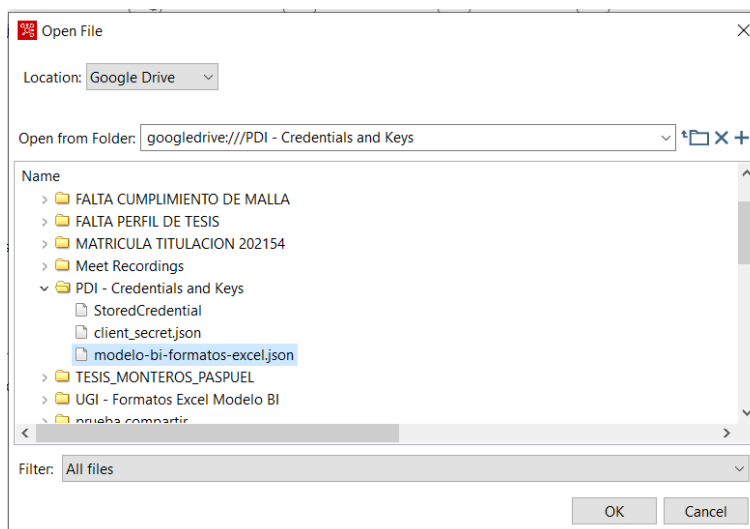 Open File
Location: Google Drive
Open from Folder: googledrive:///PDI - Credentials and Keys
Name
FALTA CUMPLIMIENTO DE MALLA
FALTA PERFIL DE TESIS
MATRICULA TITULACION 202154
Meet Recordings
PDI - Credentials and Keys
StoredCredential
client_secret.json
modelo-bi-formatos-excel.json
TESIS_MONTEROS_PASPUEL
UGI - Formatos Excel Modelo BI
prueba compartir
Filter: All files
OK Cancel